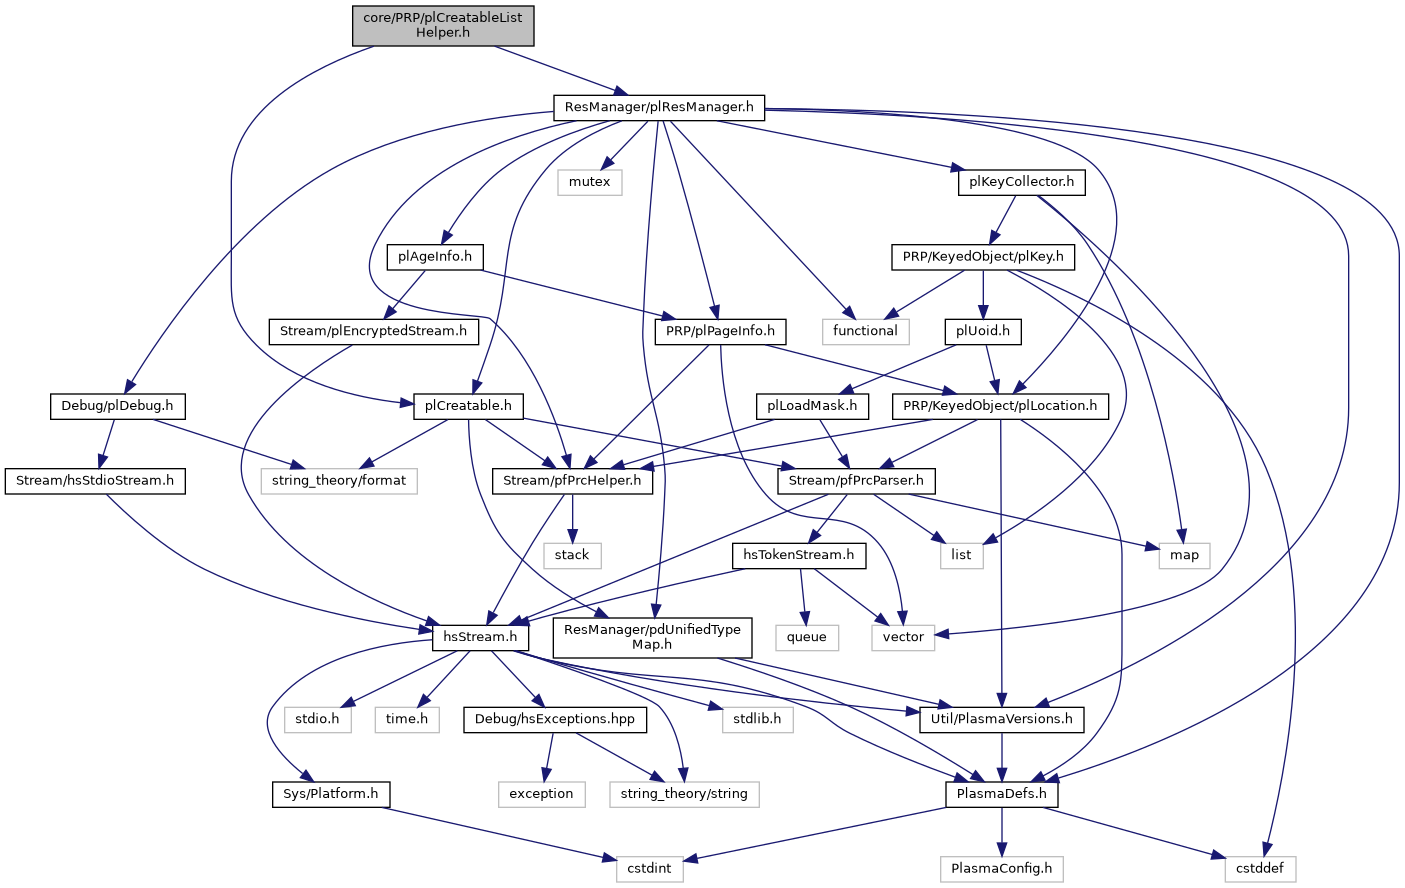 core/PRP/plCreatableList
Helper.h
ResManager/plResManager.h
mutex
plKeyCollector.h
plAgeInfo.h
PRP/KeyedObject/plKey.h
Stream/plEncryptedStream.h
PRP/plPageInfo.h
functional
plUoid.h
Debug/plDebug.h
plCreatable.h
plLoadMask.h
PRP/KeyedObject/plLocation.h
Stream/hsStdioStream.h
string_theory/format
Stream/pfPrcHelper.h
Stream/pfPrcParser.h
stack
hsTokenStream.h
list
map
hsStream.h
ResManager/pdUnifiedType
Map.h
queue
vector
stdio.h
time.h
Debug/hsExceptions.hpp
stdlib.h
Util/PlasmaVersions.h
Sys/Platform.h
exception
string_theory/string
PlasmaDefs.h
cstdint
PlasmaConfig.h
cstddef